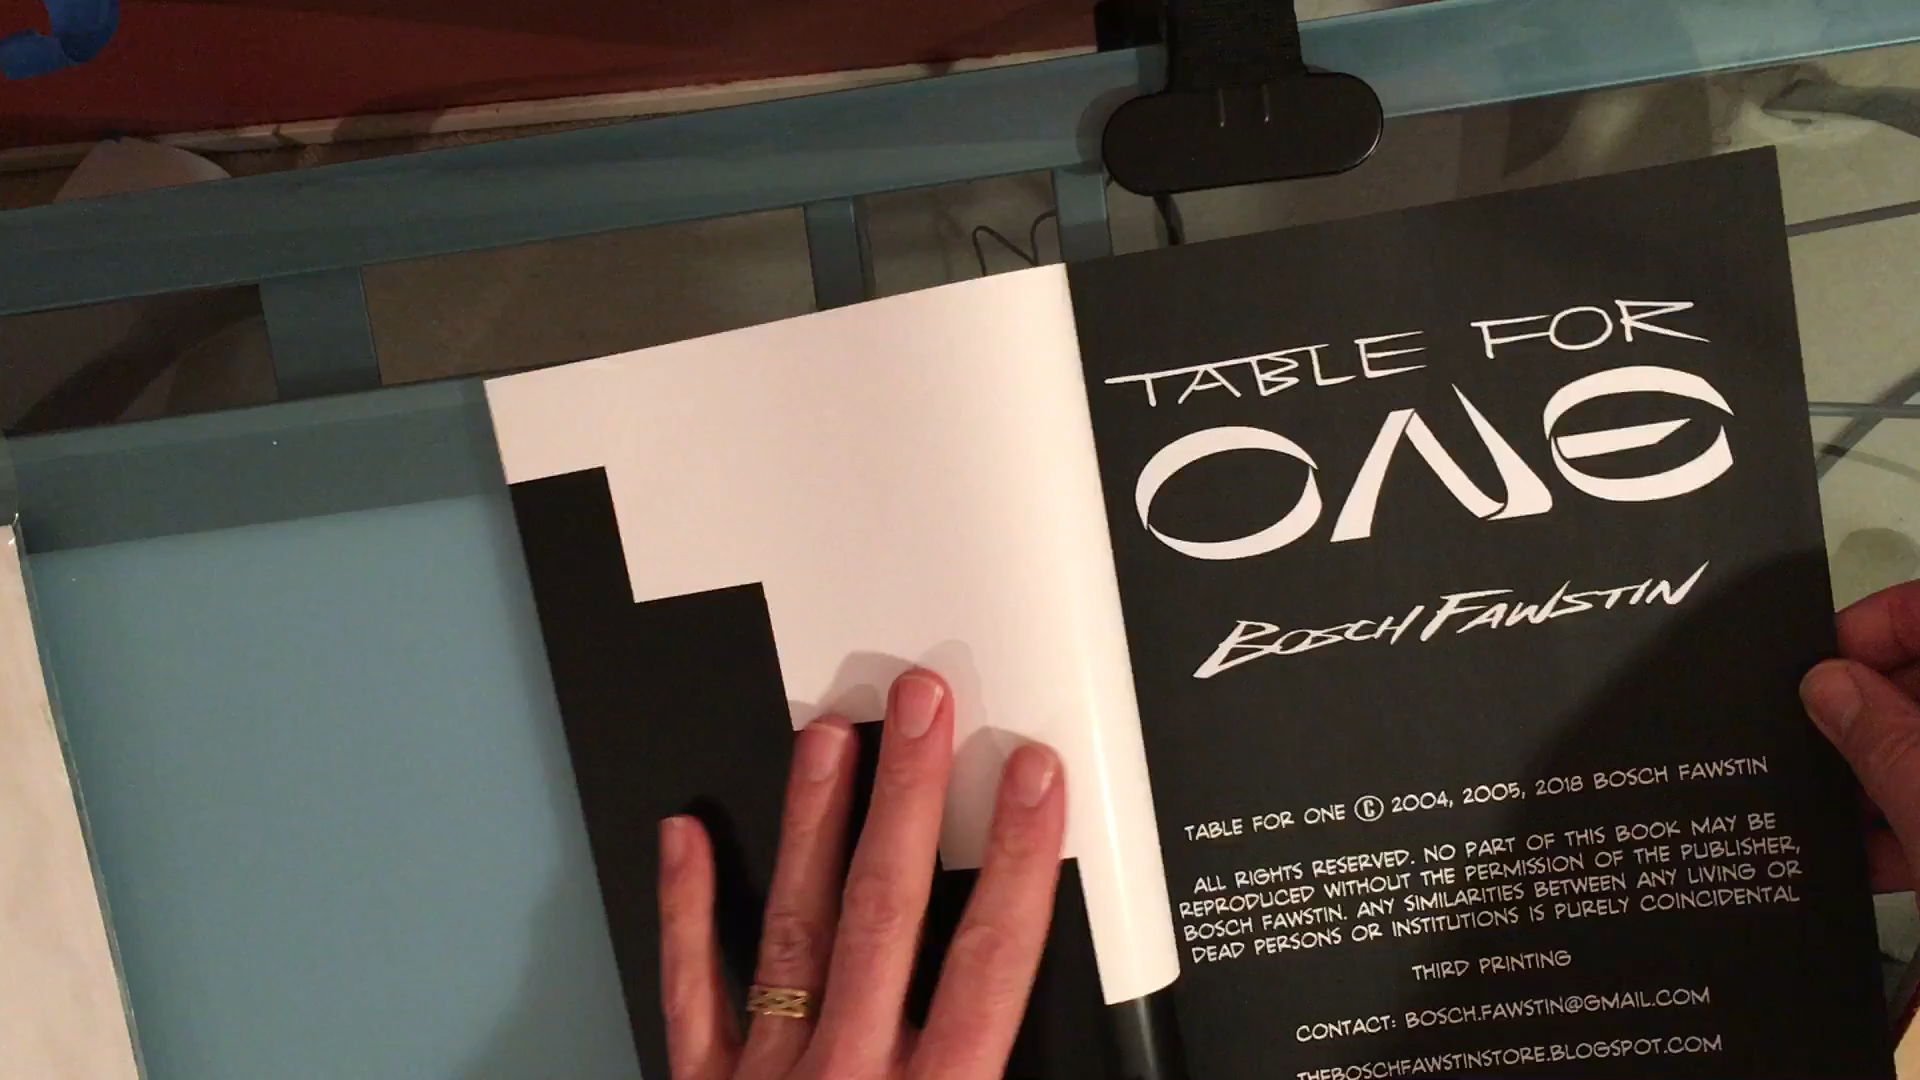 TABLE FOR
ONE
BOSCH FAWSTIN
TABLE FOR ONE © 2004, 2005, 2018 BOSCH FAWSTIN
ALL RIGHTS RESERVED. NO PART OF THIS BOOK MAY BE
REPRODUCED WITHOUT THE PERMISSION OF THE PUBLISHER,
BOSCH FAWSTIN. ANY SIMILARITIES BETWEEN ANY LIVING OR
DEAD PERSONS OR INSTITUTIONS IS PURELY COINCIDENTAL
THIRD PRINTING
CONTACT: BOSCH.FAWSTIN@GMAIL.COM
THEBOSCHFAWSTINSTORE.BLOGSPOT.COM